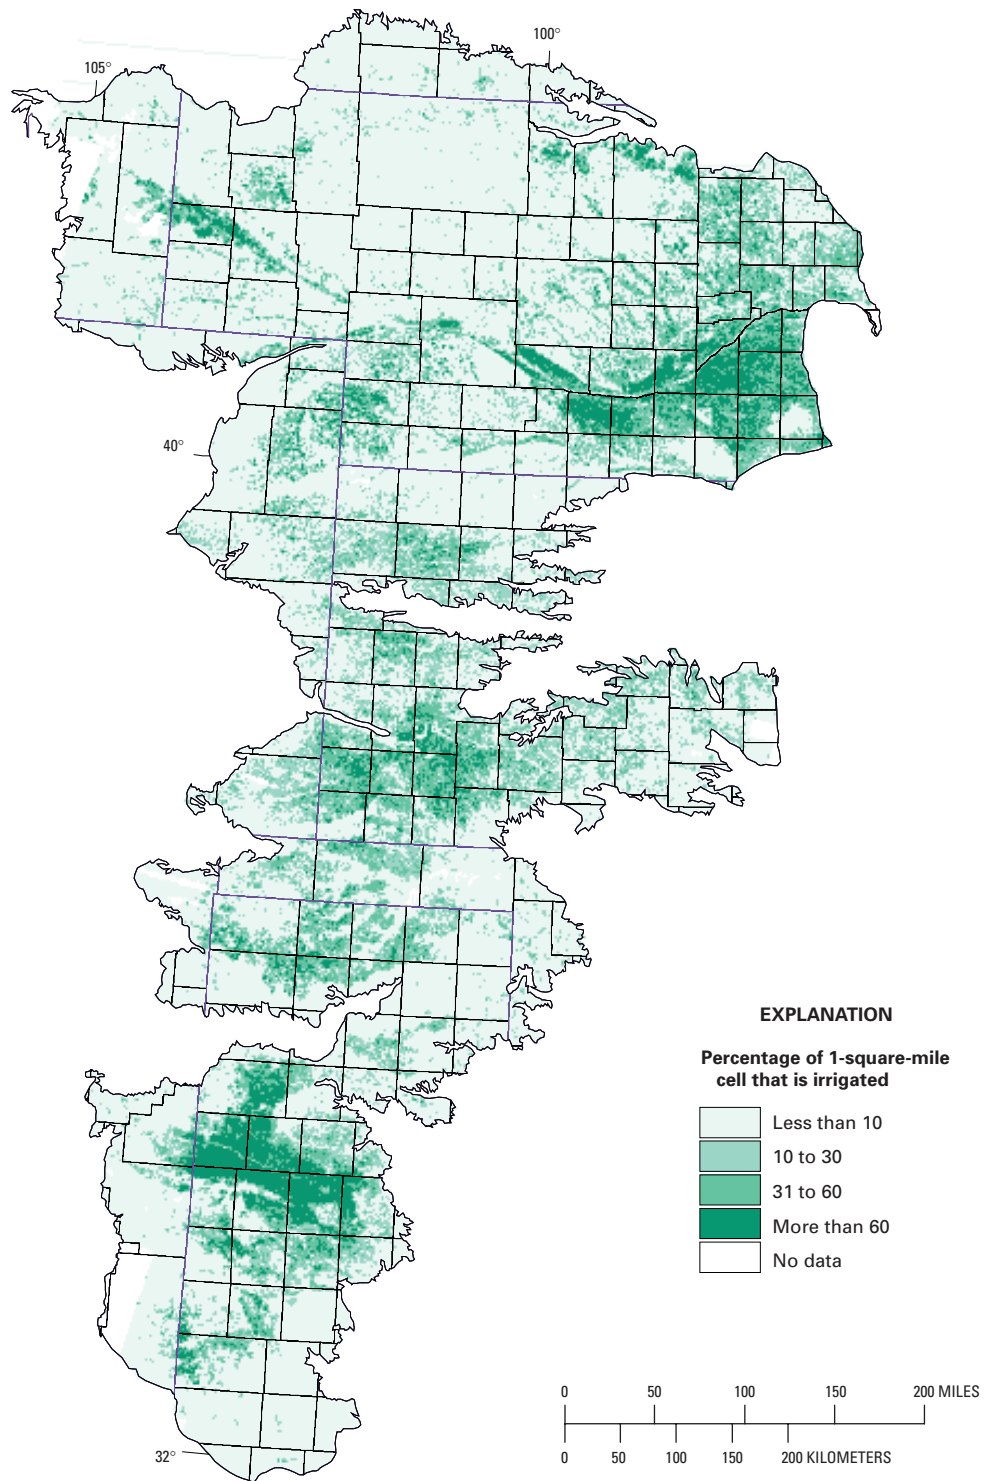 100°
105°
40°
EXPLANATION
Percentage of 1-square-mile
cell that is irrigated
Less than 10
10 to 30
31 to 60
More than 60
No data
0 50 100 150 200 MILES
0 50 100 150 200 KILOMETERS
32°